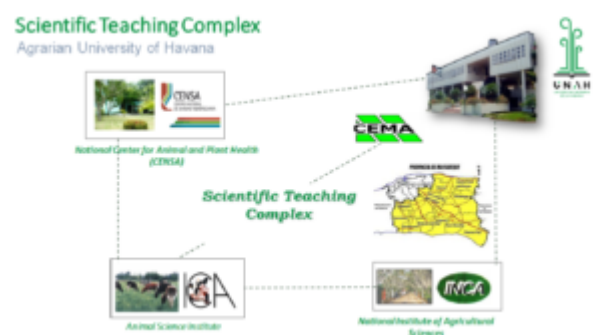 Scientific Teaching Complex
Agrarian University of Havana
UNAH
CENSA
National Center for Animal and Plant Health
(CENSA)
CEMA
Scientific Teaching
Complex
ICA
INCA
Animal Science Institute
National Institute of Agricultural
Sciences